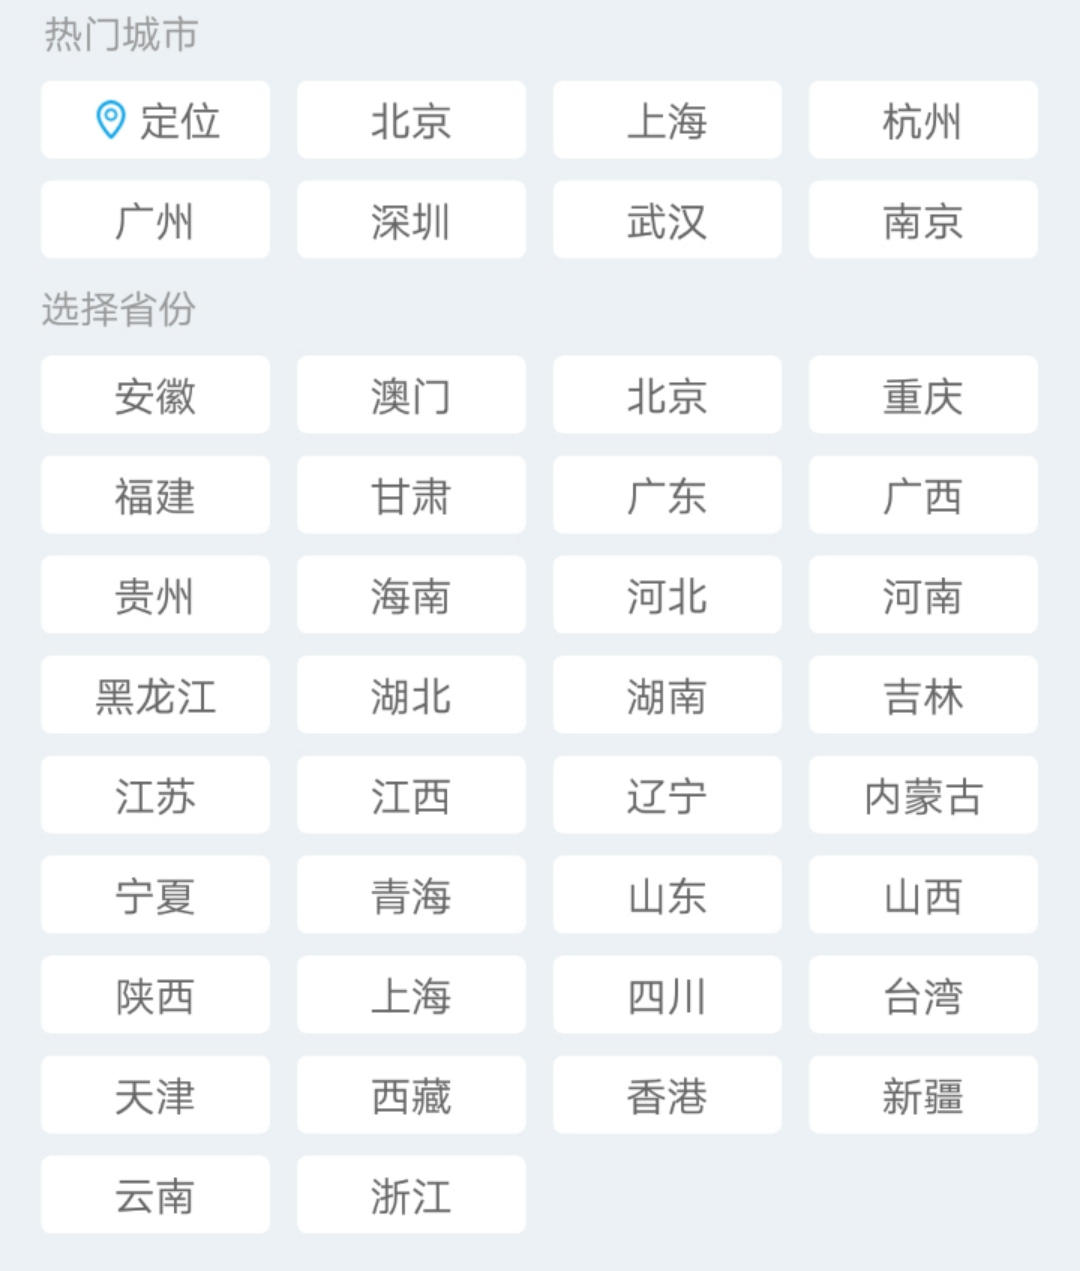 热门城市
定位 北京 上海 杭州
广州 深圳 武汉 南京
选择省份
安徽 澳门 北京 重庆
福建 甘肃 广东 广西
贵州 海南 河北 河南
黑龙江 湖北 湖南 吉林
江苏 江西 辽宁 内蒙古
宁夏 青海 山东 山西
陕西 上海 四川 台湾
天津 西藏 香港 新疆
云南 浙江